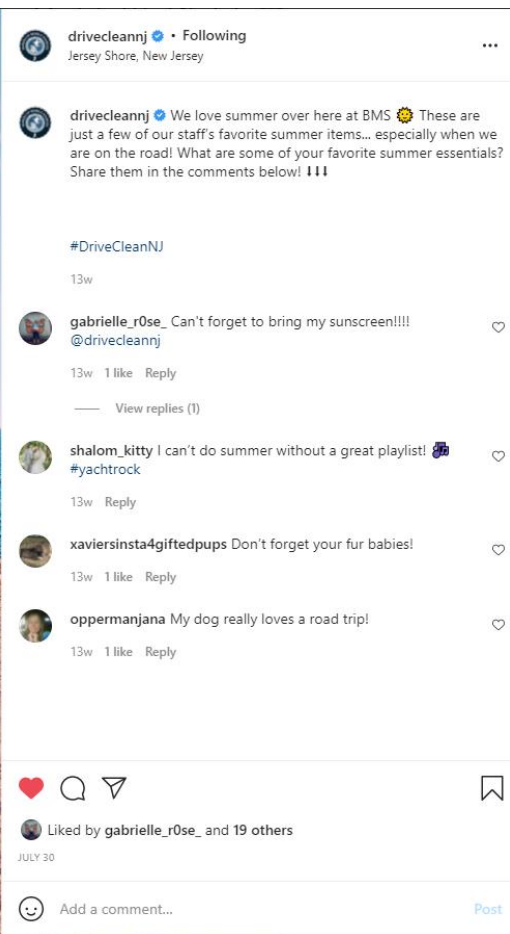 drivecleannj • Following
Jersey Shore, New Jersey
drivecleannj We love summer over here at BMS 🌞 These are
just a few of our staff's favorite summer items... especially when we
are on the road! What are some of your favorite summer essentials?
Share them in the comments below! ⬇⬇⬇
#DriveCleanNJ
13w
gabrielle_r0se_ Can't forget to bring my sunscreen!!!!
@drivecleannj
13w 1 like Reply
View replies (1)
shalom_kitty I can't do summer without a great playlist! 🎶
#yachtrock
13w Reply
xaviersinsta4giftedpups Don't forget your fur babies!
13w 1 like Reply
oppermanjana My dog really loves a road trip!
13w 1 like Reply
Liked by gabrielle_r0se_ and 19 others
JULY 30
Add a comment...
Post